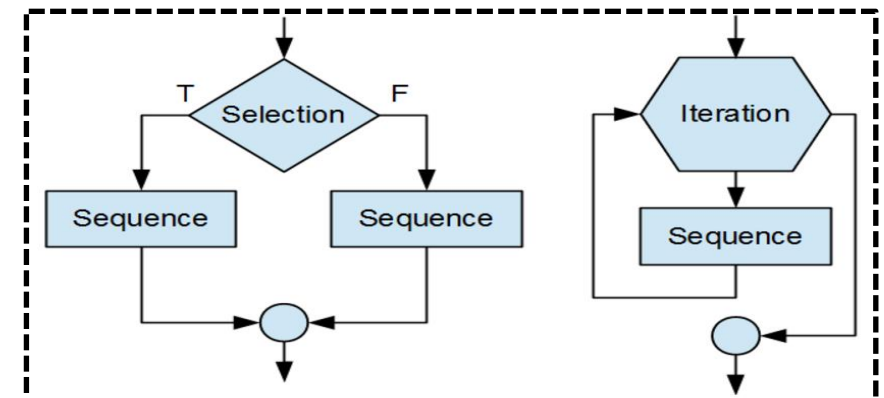 T
Selection
F
Sequence
Sequence
Iteration
Sequence